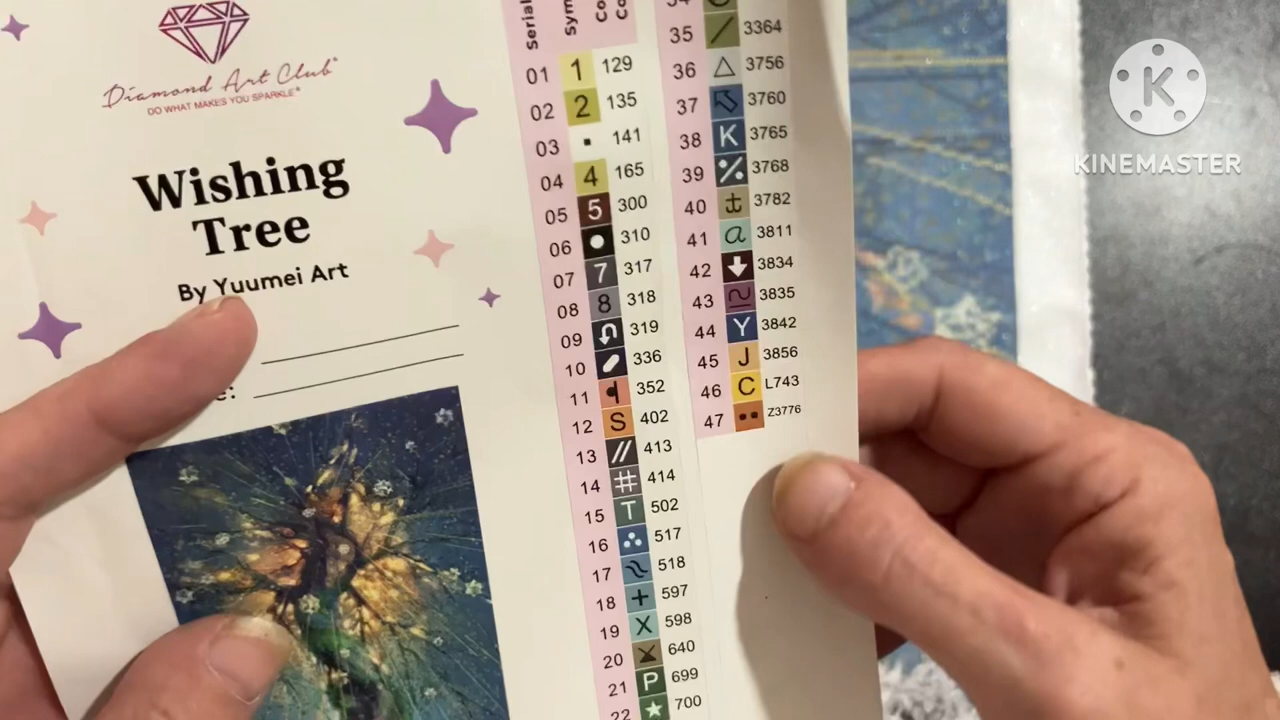 Diamond Art Club®
DO WHAT MAKES YOU SPARKLE®
Wishing
Tree
By Yuumei Art
e:
Serial
Sym
Co
Co
01 1 129
02 2 135
03 141
04 4 165
05 5 300
06 310
07 7 317
08 8 318
09 319
10 336
11 352
12 S 402
13 // 413
14 # 414
15 T 502
16 517
17 518
18 + 597
19 X 598
20 640
21 P 699
22 ★ 700
34
35 / 3364
36 △ 3756
37 3760
38 K 3765
39 % 3768
40 3782
41 a 3811
42 3834
43 3835
44 Y 3842
45 J 3856
46 C L743
47 Z3776
K
KINEMASTER